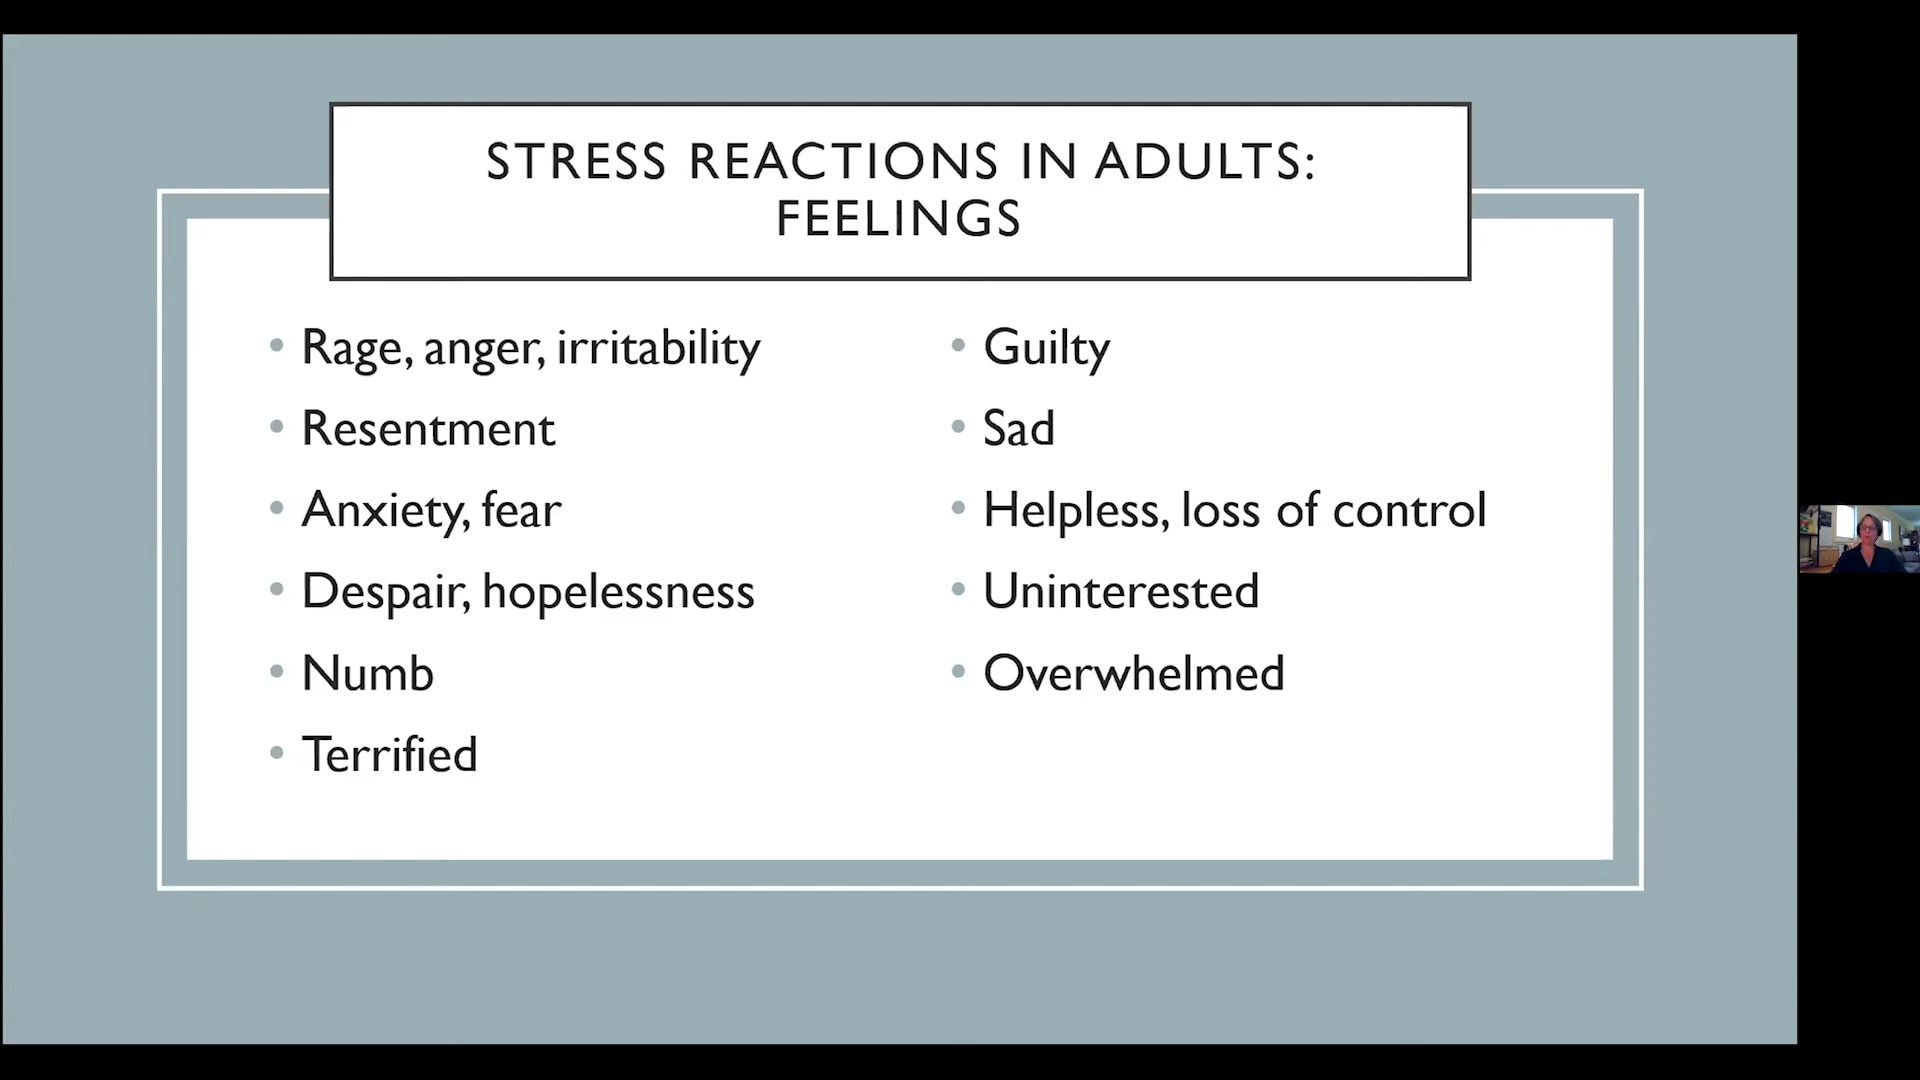 STRESS REACTIONS IN ADULTS:
FEELINGS
• Rage, anger, irritability
• Resentment
• Anxiety, fear
• Despair, hopelessness
• Numb
• Terrified
• Guilty
• Sad
• Helpless, loss of control
• Uninterested
• Overwhelmed